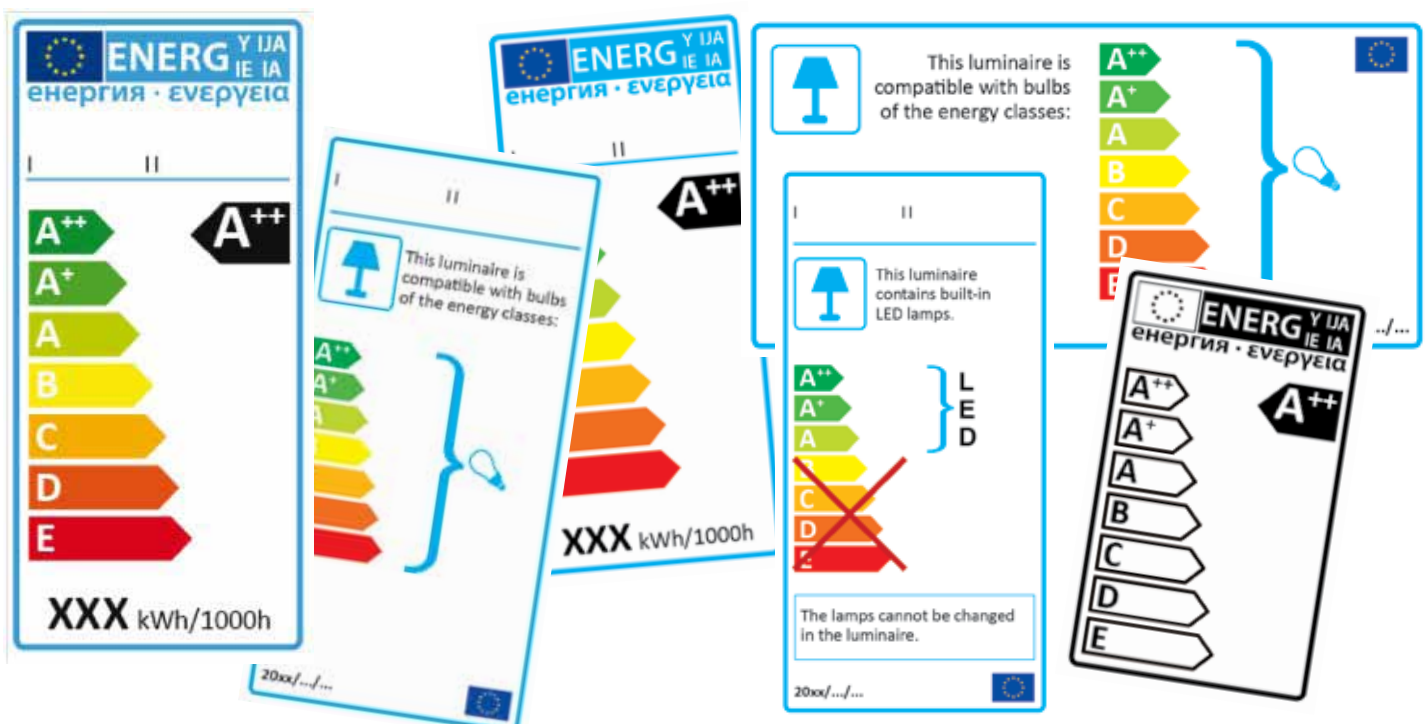 ENERG Y IJA
IE IA
енергия · ενεργεια
I II
A++
A++
A+
A
B
C
D
E
XXX kWh/1000h
I II
This luminaire is
compatible with bulbs
of the energy classes:
A++
A+
A
20xx/.../...
ENERG Y IJA
IE IA
енергия · ενεργεια
II
A++
XXX kWh/1000h
This luminaire is
compatible with bulbs
of the energy classes:
A++
A+
A
B
C
D
E
../...
I II
This luminaire
contains built-in
LED lamps.
A++
A+
A
B
C
D
E
L
E
D
The lamps cannot be changed
in the luminaire.
20xx/.../...
ENERG Y IJA
IE IA
енергия · ενεργεια
A++
A++
A+
A
B
C
D
E